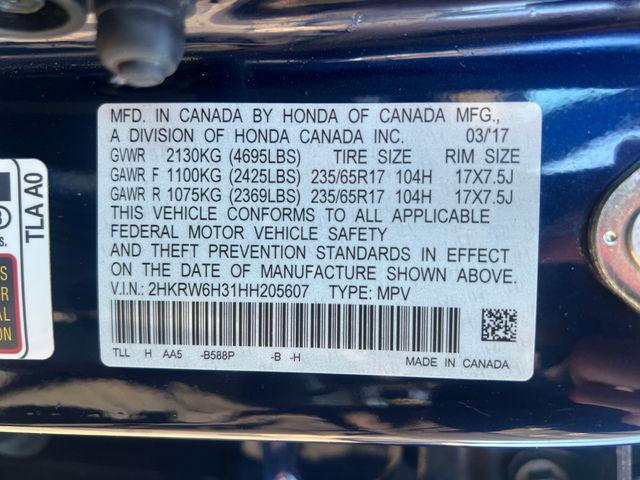 MFD. IN CANADA BY HONDA OF CANADA MFG.,
A DIVISION OF HONDA CANADA INC. 03/'17
GVWR 2130KG (4695LBS) TIRE SIZE RIM SIZE
GAWR F 1100KG (2425LBS) 235/65R17 104H 17X7.5J
GAWR R 1075KG (2369LBS) 235/65R17 104H 17X7.5J
THIS VEHICLE CONFORMS TO ALL APPLICABLE
FEDERAL MOTOR VEHICLE SAFETY
AND THEFT PREVENTION STANDARDS IN EFFECT
ON THE DATE OF MANUFACTURE SHOWN ABOVE.
V.I.N.: 2HKRW6H31HH205607 TYPE: MPV
TLL H AA5 -B588P -B -H
MADE IN CANADA
TLA A0